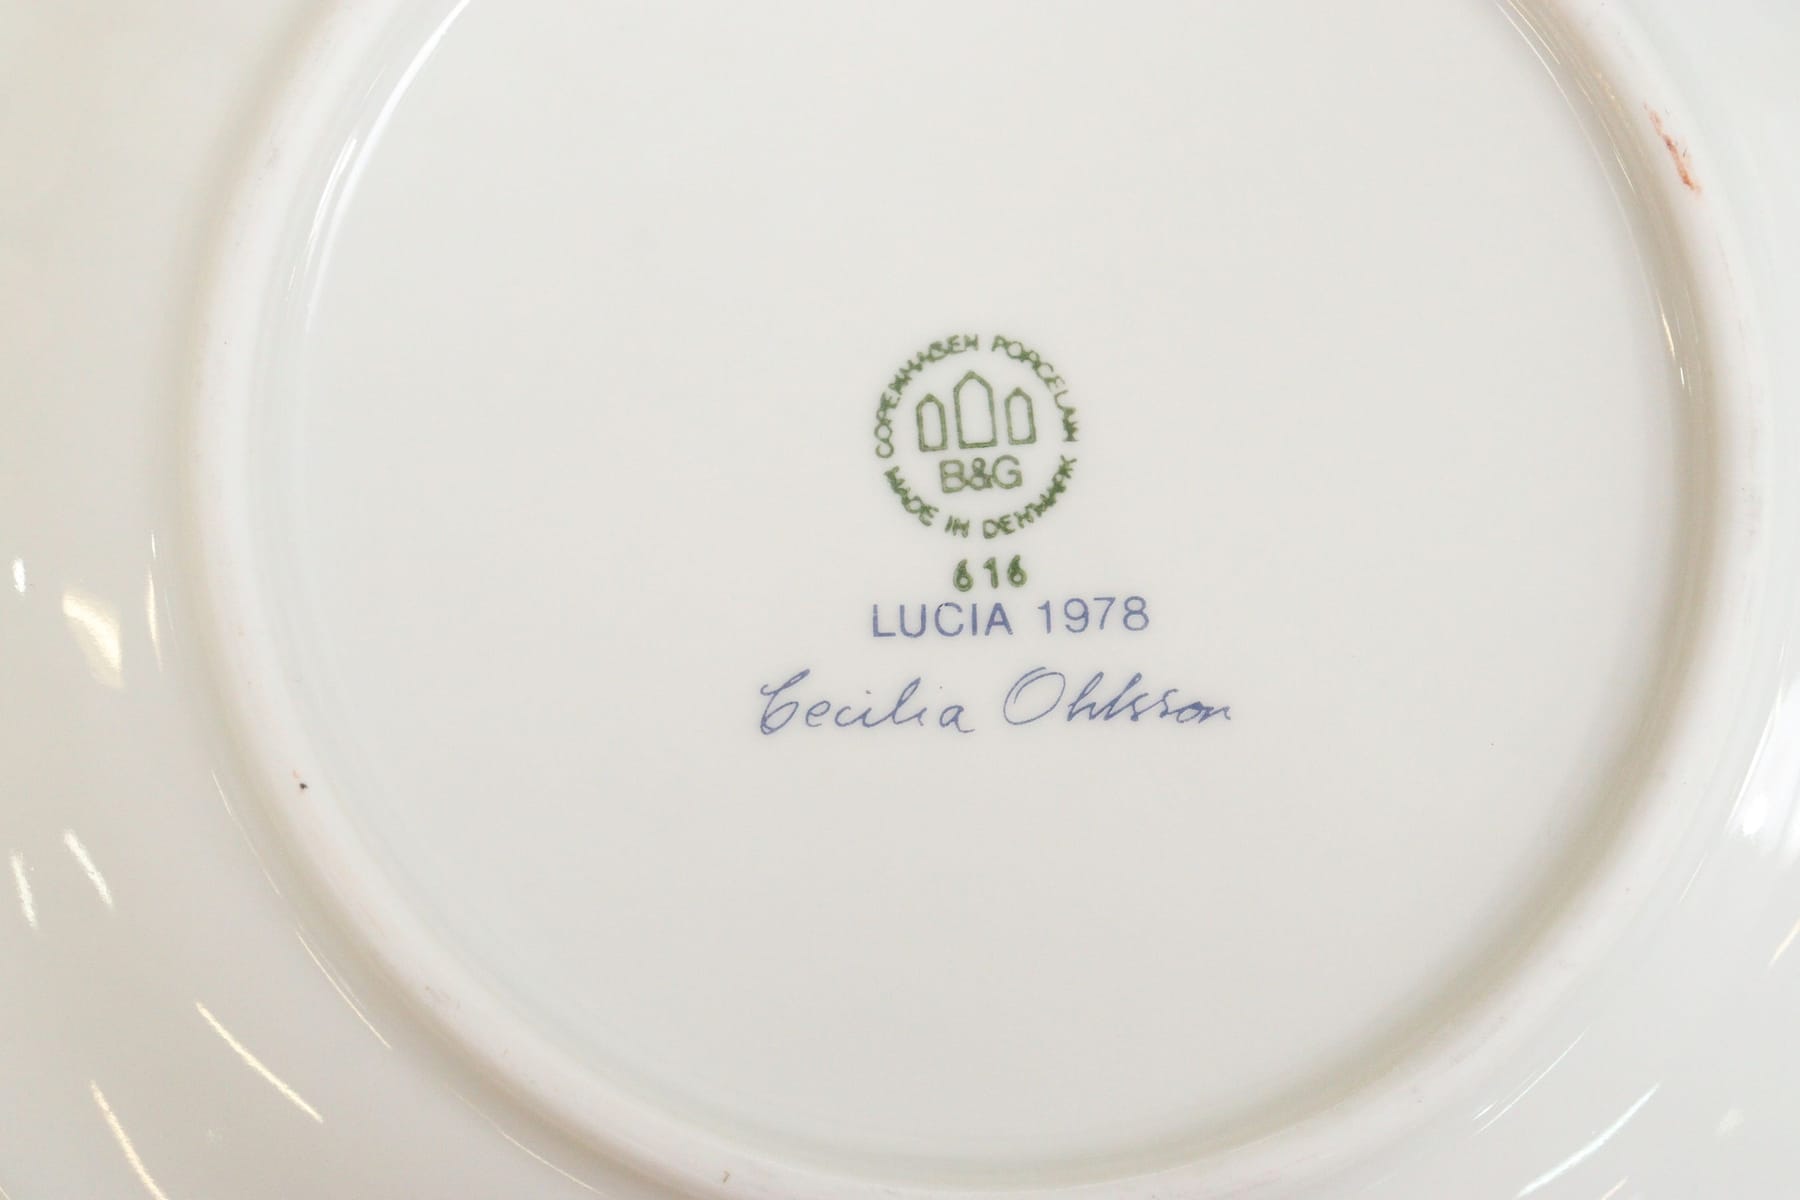 COPENHAGEN PORCELAIN
MADE IN DENMARK
B&G
616
LUCIA 1978
Cecilia Ohlsson